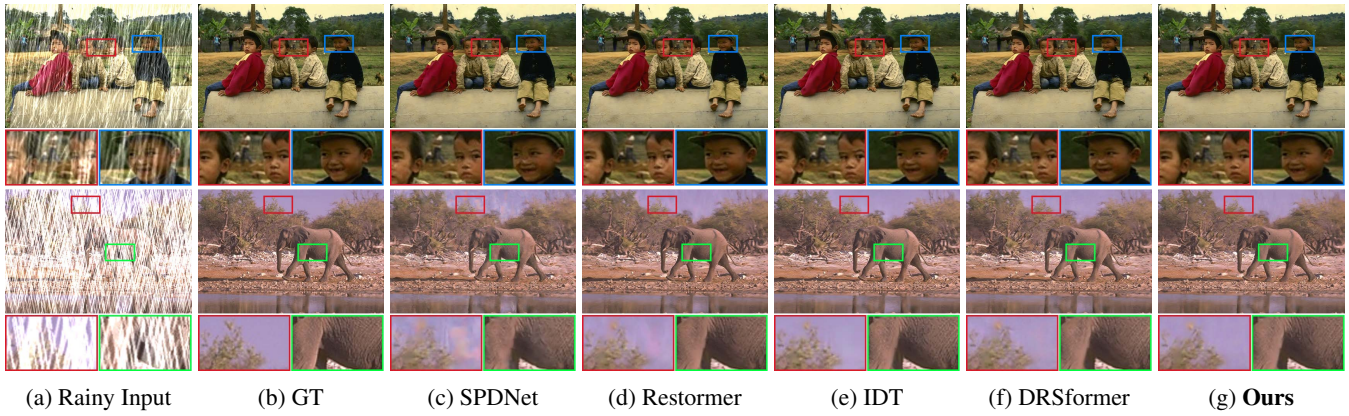 (a) Rainy Input
(b) GT
(c) SPDNet
(d) Restormer
(e) IDT
(f) DRSformer
(g) Ours